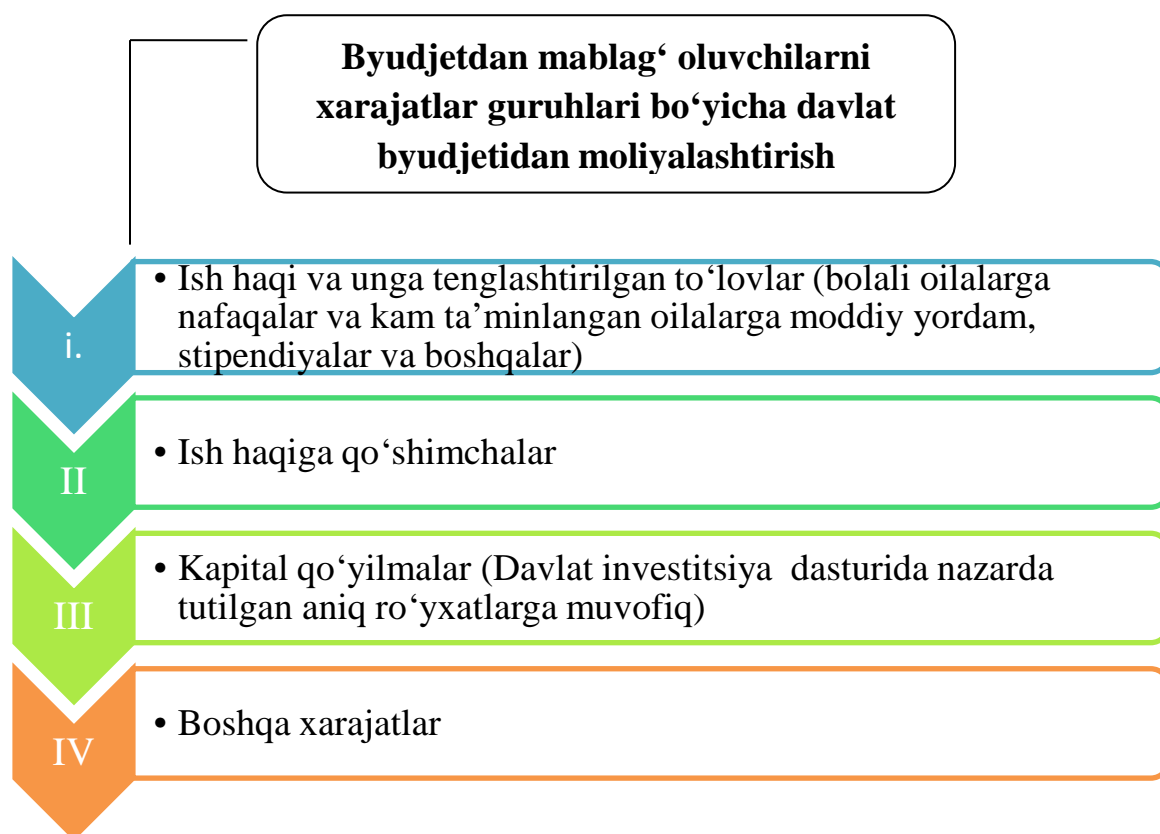 Byudjetdan mablag‘ oluvchilarni
xarajatlar guruhlari bo‘yicha davlat
byudjetidan moliyalashtirish
i.
• Ish haqi va unga tenglashtirilgan to‘lovlar (bolali oilalarga
nafaqalar va kam ta’minlangan oilalarga moddiy yordam,
stipendiyalar va boshqalar)
II
• Ish haqiga qo‘shimchalar
III
• Kapital qo‘yilmalar (Davlat investitsiya dasturida nazarda
tutilgan aniq ro‘yxatlarga muvofiq)
IV
• Boshqa xarajatlar